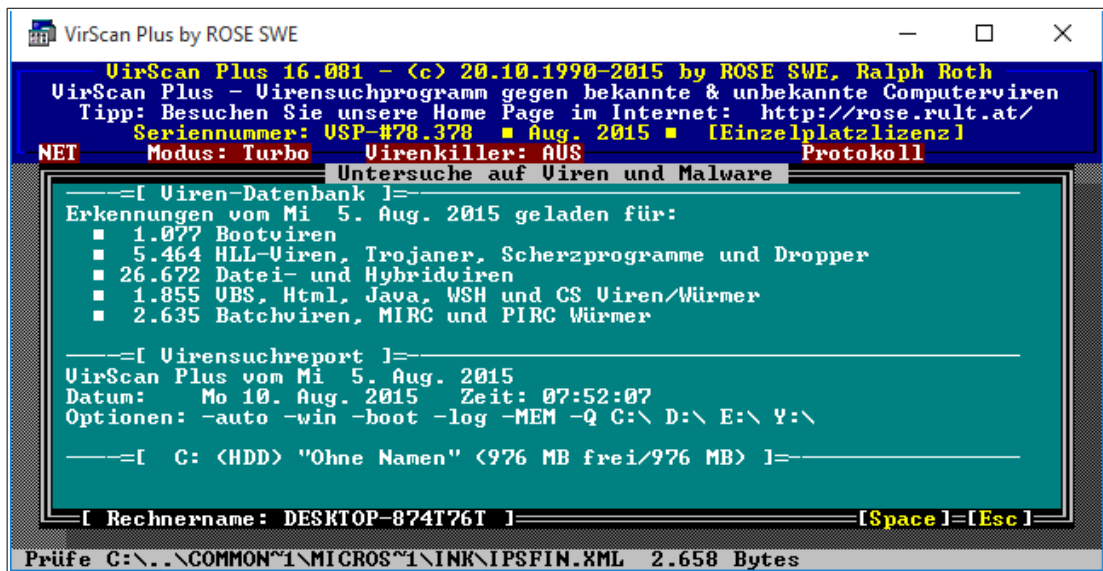 VirScan Plus by ROSE SWE
VirScan Plus 16.081 - (c) 20.10.1990-2015 by ROSE SWE, Ralph Roth
VirScan Plus - Virensuchprogramm gegen bekannte & unbekannte Computerviren
Tipp: Besuchen Sie unsere Home Page im Internet: http://rose.rult.at/
Seriennummer: VSP-#78.378 ■ Aug. 2015 ■ [Einzelplatzlizenz]
NET Modus: Turbo Virenkiller: AUS Protokoll
Untersuche auf Viren und Malware
=[ Viren-Datenbank ]=
Erkennungen vom Mi 5. Aug. 2015 geladen für:
■ 1.077 Bootviren
■ 5.464 HLL-Viren, Trojaner, Scherzprogramme und Dropper
■ 26.672 Datei- und Hybridviren
■ 1.855 VBS, Html, Java, WSH und CS Viren/Würmer
■ 2.635 Batchviren, MIRC und PIRC Würmer
=[ Virensuchreport ]=
VirScan Plus vom Mi 5. Aug. 2015
Datum: Mo 10. Aug. 2015 Zeit: 07:52:07
Optionen: -auto -win -boot -log -MEM -Q C:\ D:\ E:\ Y:\
=[ C: (HDD) "Ohne Namen" (976 MB frei/976 MB) ]=
[ Rechnername: DESKTOP-874T76T ] [Space]=[Esc]
Prüfe C:\..\COMMON~1\MICROS~1\INK\IPSFIN.XML 2.658 Bytes